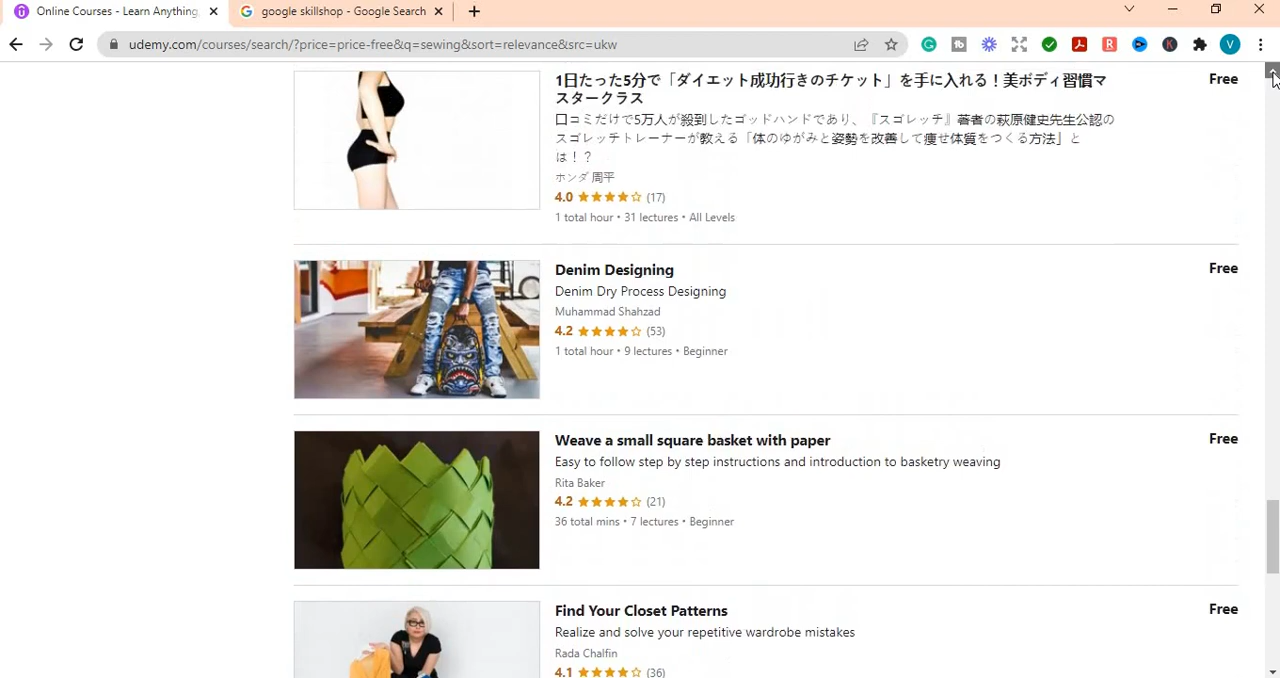 Online Courses - Learn Anything,
google skillshop - Google Search
udemy.com/courses/search/?price=price-free&q=sewing&sort=relevance&src=ukw
V
1日たった5分で「ダイエット成功行きのチケット」を手に入れる！美ボディ習慣マ
スタークラス
Free
口コミだけで5万人が殺到したゴッドハンドであり、『スゴレッチ』著者の萩原健史先生公認の
スゴレッチトレーナーが教える「体のゆがみと姿勢を改善して痩せ体質をつくる方法」と
は！？
ホンダ 周平
4.0 (17)
1 total hour • 31 lectures • All Levels
Denim Designing
Free
Denim Dry Process Designing
Muhammad Shahzad
4.2 (53)
1 total hour • 9 lectures • Beginner
Weave a small square basket with paper
Free
Easy to follow step by step instructions and introduction to basketry weaving
Rita Baker
4.2 (21)
36 total mins • 7 lectures • Beginner
Find Your Closet Patterns
Free
Realize and solve your repetitive wardrobe mistakes
Rada Chalfin
4.1 (36)